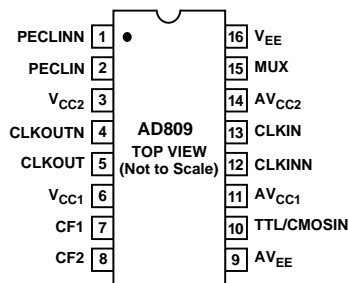 PECLINN 1 16 VEE
PECLIN 2 15 MUX
VCC2 3 14 AVCC2
CLKOUTN 4 13 CLKIN
AD809
CLKOUT 5 TOP VIEW 12 CLKINN
(Not to Scale)
VCC1 6 11 AVCC1
CF1 7 10 TTL/CMOSIN
CF2 8 9 AVEE